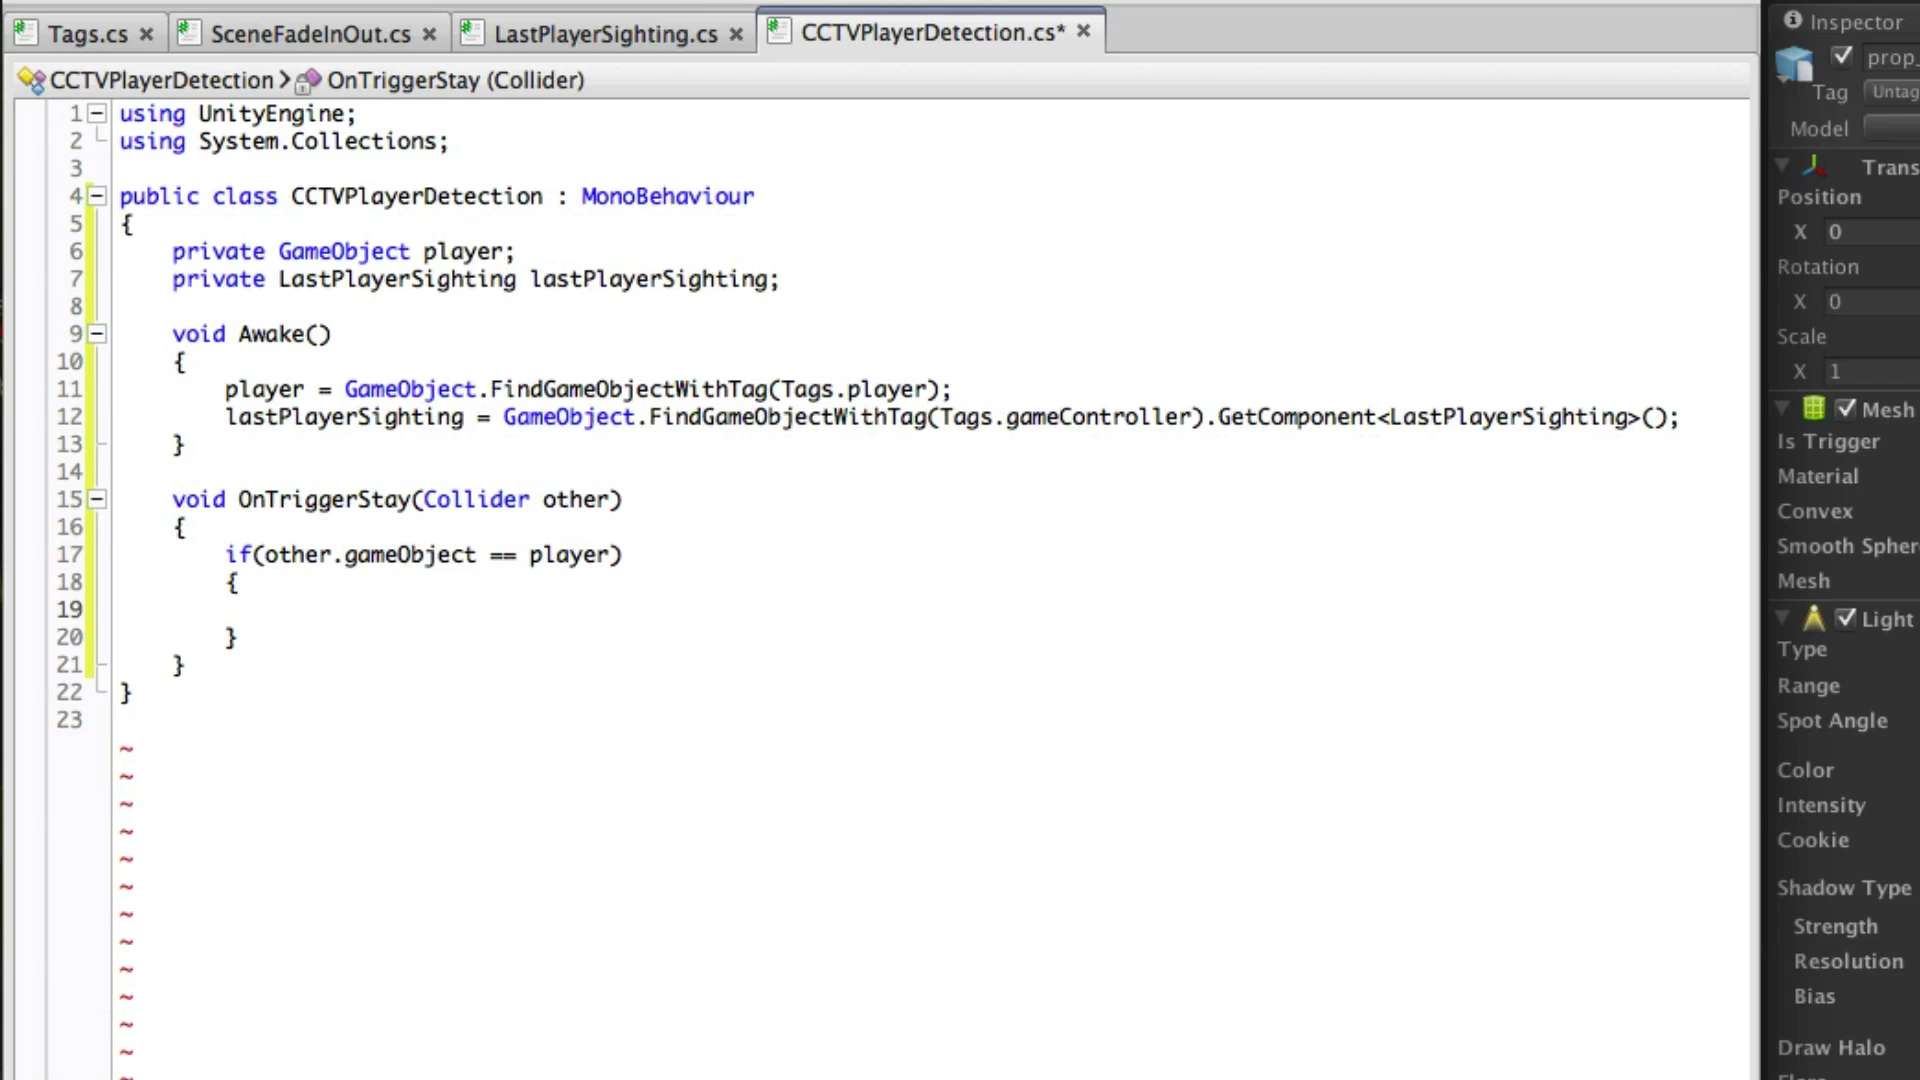 Tags.cs
SceneFadeInOut.cs
LastPlayerSighting.cs
CCTVPlayerDetection.cs*
CCTVPlayerDetection
OnTriggerStay (Collider)
1 using UnityEngine;
2 using System.Collections;
3
4 public class CCTVPlayerDetection : MonoBehaviour
5 {
6 private GameObject player;
7 private LastPlayerSighting lastPlayerSighting;
8
9 void Awake()
10 {
11 player = GameObject.FindGameObjectWithTag(Tags.player);
12 lastPlayerSighting = GameObject.FindGameObjectWithTag(Tags.gameController).GetComponent<LastPlayerSighting>();
13 }
14
15 void OnTriggerStay(Collider other)
16 {
17 if(other.gameObject == player)
18 {
19
20 }
21 }
22 }
23
~
~
~
~
~
~
~
~
~
~
~
~
Inspector
prop_
Tag Untag
Model
Trans
Position
X 0
Rotation
X 0
Scale
X 1
Mesh
Is Trigger
Material
Convex
Smooth Spher
Mesh
Light
Type
Range
Spot Angle
Color
Intensity
Cookie
Shadow Type
Strength
Resolution
Bias
Draw Halo